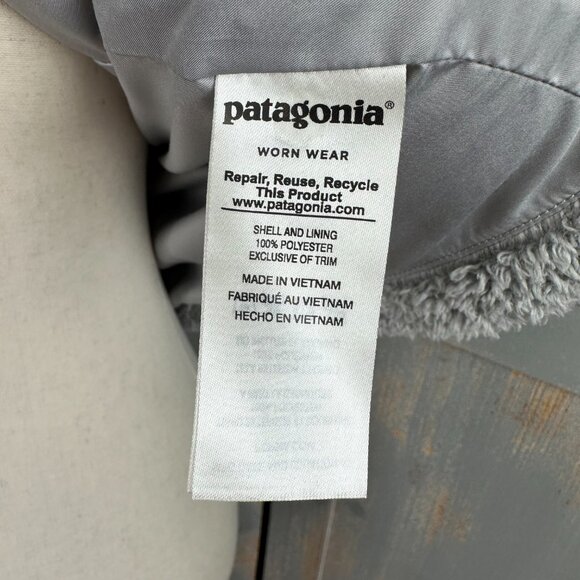 patagonia®
WORN WEAR
Repair, Reuse, Recycle
This Product
www.patagonia.com
SHELL AND LINING
100% POLYESTER
EXCLUSIVE OF TRIM
MADE IN VIETNAM
FABRIQUÉ AU VIETNAM
HECHO EN VIETNAM